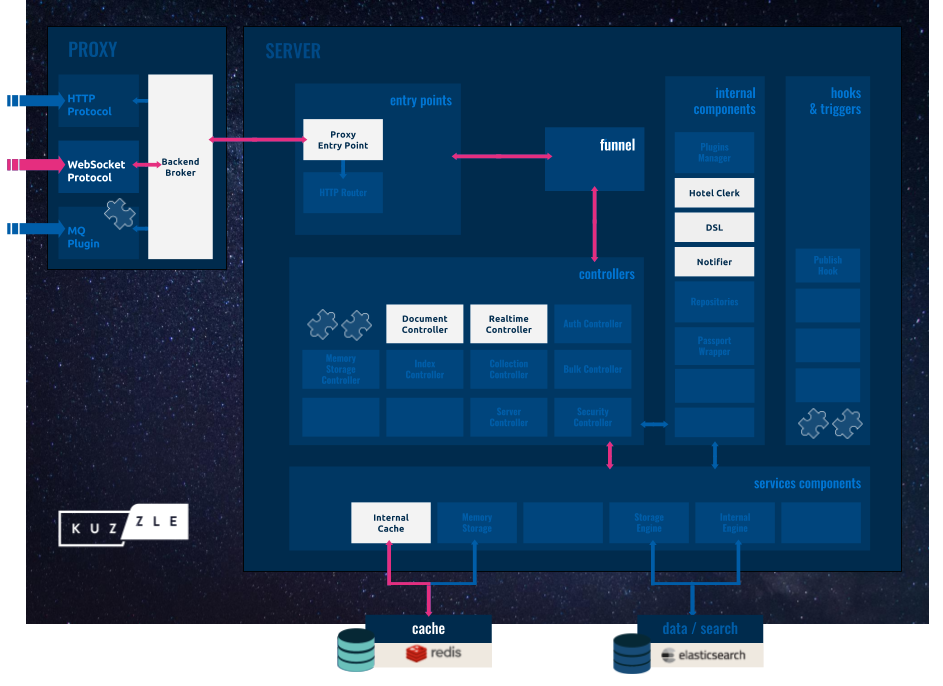 PROXY
HTTP
Protocol
WebSocket
Protocol
MQ
Plugin
Backend
Broker
SERVER
entry points
Proxy
Entry Point
HTTP Router
funnel
internal
components
Plugins
Manager
Hotel Clerk
DSL
Notifier
Repositories
Passport
Wrapper
hooks
& triggers
Publish
Hook
controllers
Document
Controller
Realtime
Controller
Auth Controller
Memory
Storage
Controller
Index
Controller
Collection
Controller
Bulk Controller
Server
Controller
Security
Controller
services components
Internal
Cache
Memory
Storage
Storage
Engine
Internal
Engine
KUZZLE
cache
redis
data / search
elasticsearch